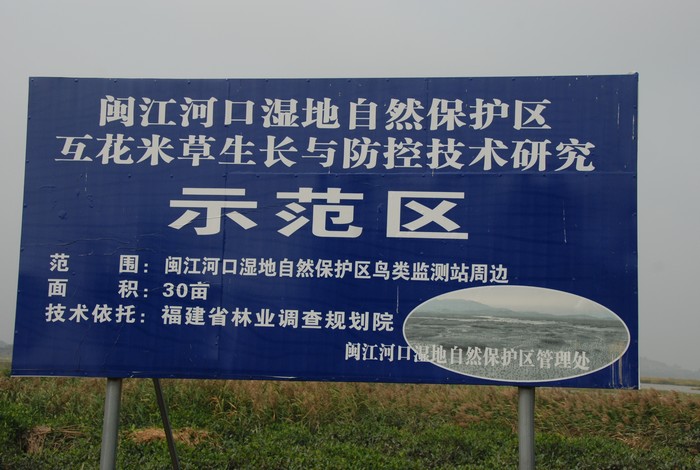 闽江河口湿地自然保护区
互花米草生长与防控技术研究
示范区
范 围：闽江河口湿地自然保护区鸟类监测站周边
面 积：30亩
技术依托：福建省林业调查规划院
闽江河口湿地自然保护区管理处